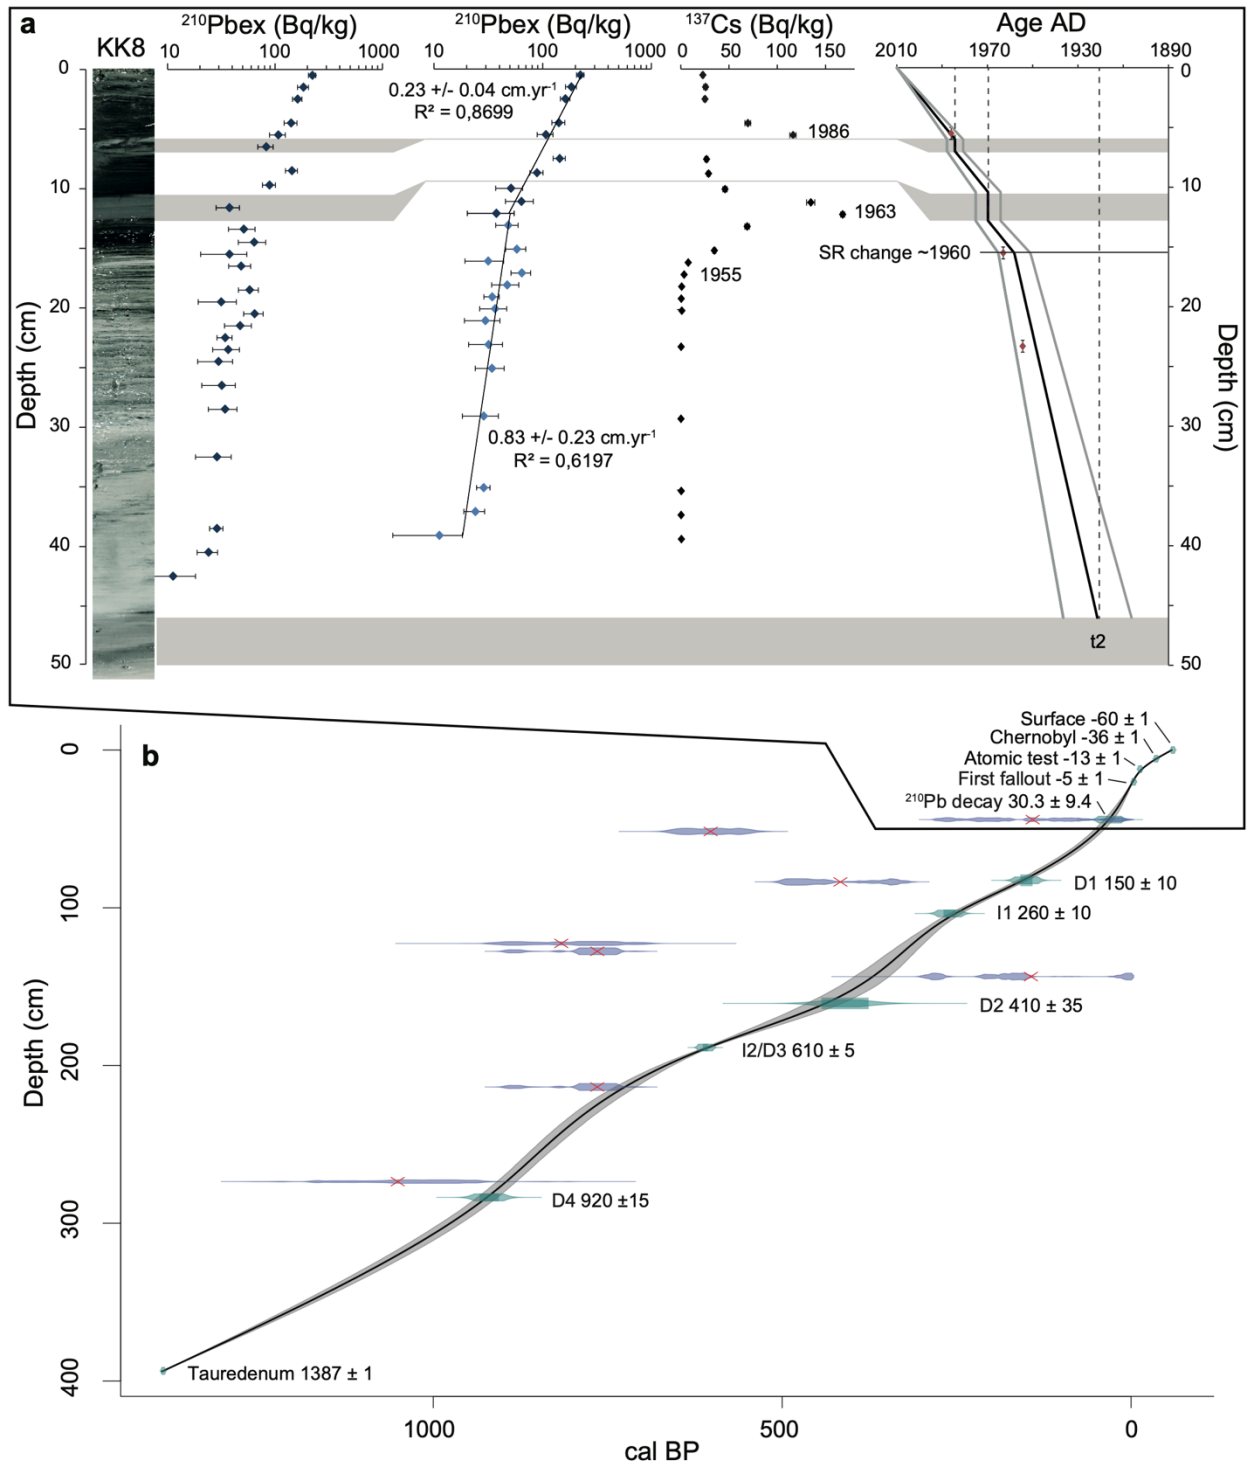 a
KK8
²¹⁰Pbex (Bq/kg)
10 100 1000
²¹⁰Pbex (Bq/kg)
10 100 1000
¹³⁷Cs (Bq/kg)
0 50 100 150
Age AD
2010 1970 1930 1890
0
10
20
30
40
50
Depth (cm)
0.23 +/- 0.04 cm.yr⁻¹
R² = 0,8699
0.83 +/- 0.23 cm.yr⁻¹
R² = 0,6197
1986
1963
1955
SR change ~1960
t2
0
10
20
30
40
50
Depth (cm)
b
Surface -60 ± 1
Chernobyl -36 ± 1
Atomic test -13 ± 1
First fallout -5 ± 1
²¹⁰Pb decay 30.3 ± 9.4
D1 150 ± 10
I1 260 ± 10
D2 410 ± 35
I2/D3 610 ± 5
D4 920 ±15
Tauredenum 1387 ± 1
0
100
200
300
400
Depth (cm)
1000 500 0
cal BP